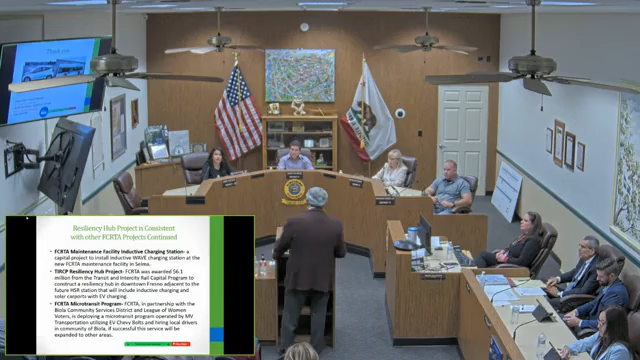 Thank you
Resiliency Hub Project is Consistent
with other FCRTA Projects Continued
• FCRTA Maintenance Facility Inductive Charging Station- a
capital project to install inductive WAVE charging station at the
new FCRTA maintenance facility in Selma.
• TIRCP Resiliency Hub Project- FCRTA was awarded $6.1
million from the Transit and Intercity Rail Capital Program to
construct a resiliency hub in downtown Fresno adjacent to the
future HSR station that will include inductive charging and
solar carports with EV charging.
• FCRTA Microtransit Program- FCRTA, in partnership with the
Biola Community Services District and League of Women
Voters, is deploying a microtransit program operated by MV
Transportation utilizing EV Chevy Bolts and hiring local drivers
in community of Biola, if successful this service will be
expanded to other areas.